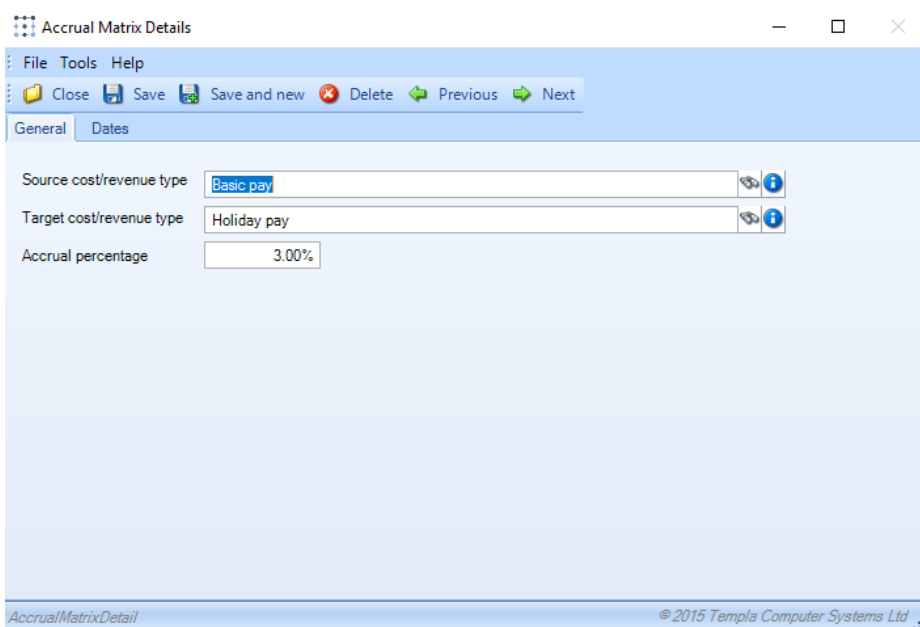 Accrual Matrix Details
File Tools Help
Close Save Save and new Delete Previous Next
General Dates
Source cost/revenue type Basic pay
Target cost/revenue type Holiday pay
Accrual percentage 3.00%
AccrualMatrixDetail © 2015 Templa Computer Systems Ltd